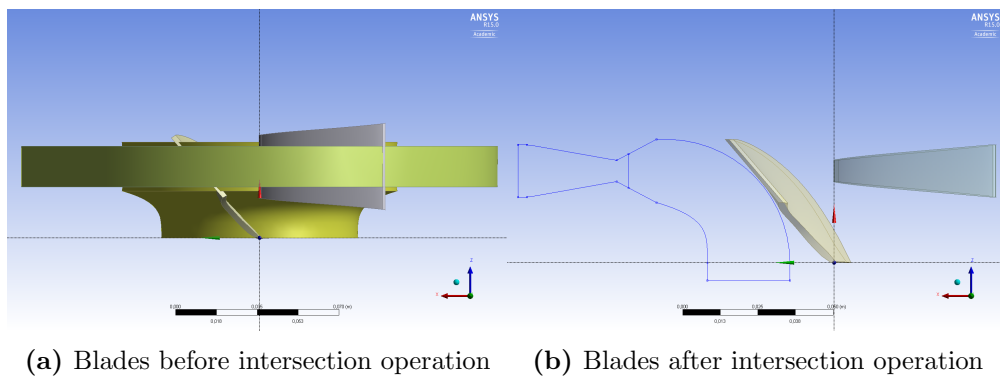 ANSYS
R15.0
Academic
ANSYS
R15.0
Academic
z
x
z
x
0,000
0,035
0,070 (m)
0,018
0,053
0,000
0,025
0,050 (m)
0,013
0,038
(a) Blades before intersection operation
(b) Blades after intersection operation